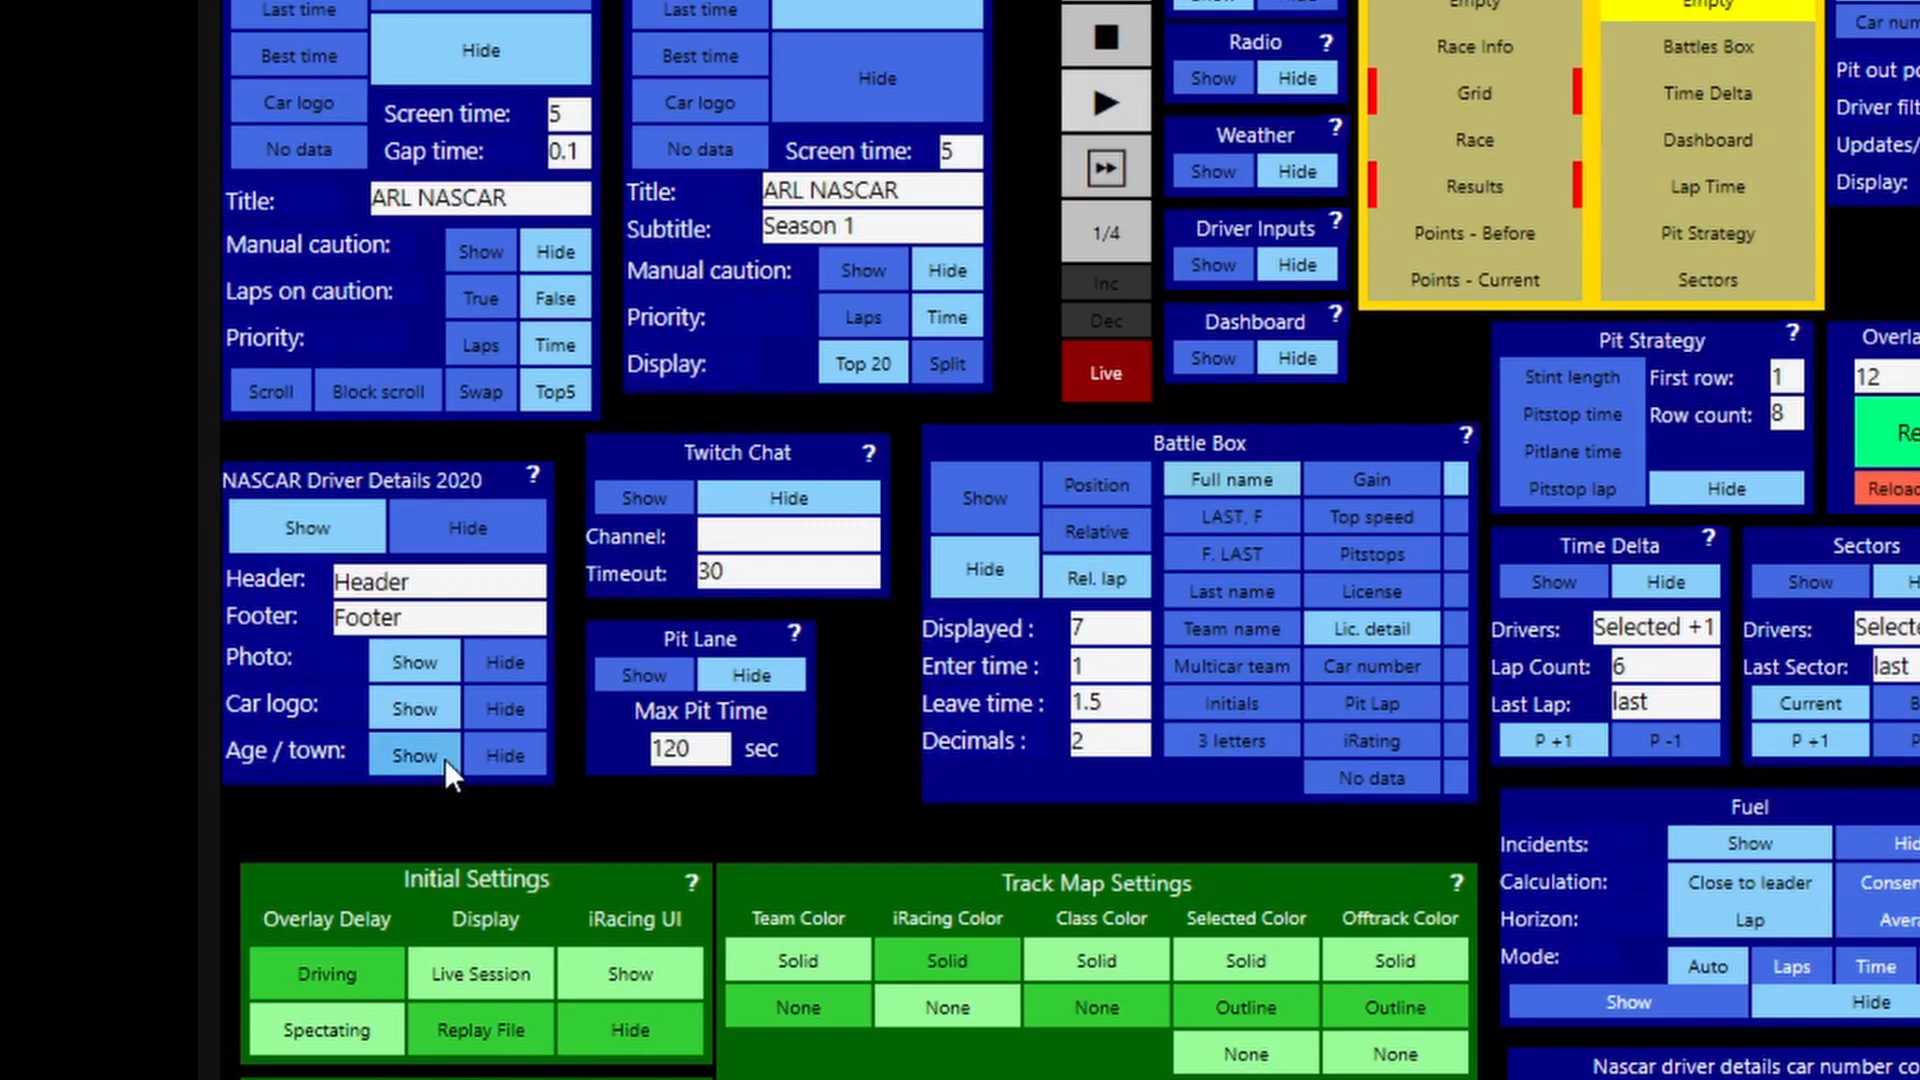 Last time
Best time
Car logo
No data
Hide
Screen time: 5
Gap time: 0.1
Title: ARL NASCAR
Manual caution: Show Hide
Laps on caution: True False
Priority: Laps Time
Scroll Block scroll Swap Top5
Last time
Best time
Car logo
No data
Hide
Screen time: 5
Title: ARL NASCAR
Subtitle: Season 1
Manual caution: Show Hide
Priority: Laps Time
Display: Top 20 Split
1/4
Inc
Dec
Live
Radio ?
Show Hide
Weather ?
Show Hide
Driver Inputs ?
Show Hide
Dashboard ?
Show Hide
Empty
Race Info
Grid
Race
Results
Points - Before
Points - Current
Empty
Battles Box
Time Delta
Dashboard
Lap Time
Pit Strategy
Sectors
Car num
Pit out po
Driver filt
Updates/
Display:
Pit Strategy ?
Stint length
Pitstop time
Pitlane time
Pitstop lap
First row: 1
Row count: 8
Hide
Overla
12
Re
Reload
NASCAR Driver Details 2020 ?
Show Hide
Header: Header
Footer: Footer
Photo: Show Hide
Car logo: Show Hide
Age / town: Show Hide
Twitch Chat ?
Show Hide
Channel:
Timeout: 30
Pit Lane ?
Show Hide
Max Pit Time
120 sec
Battle Box ?
Show
Hide
Position
Relative
Rel. lap
Displayed : 7
Enter time : 1
Leave time : 1.5
Decimals : 2
Full name
LAST, F
F. LAST
Last name
Team name
Multicar team
Initials
3 letters
Gain
Top speed
Pitstops
License
Lic. detail
Car number
Pit Lap
iRating
No data
Time Delta ?
Show Hide
Drivers: Selected +1
Lap Count: 6
Last Lap: last
P +1 P -1
Sectors
Show H
Drivers: Selecte
Last Sector: last
Current B
P +1 P
Fuel
Incidents: Show Hid
Calculation: Close to leader Conser
Horizon: Lap Avera
Mode: Auto Laps Time
Show Hide
Initial Settings ?
Overlay Delay Display iRacing UI
Driving Live Session Show
Spectating Replay File Hide
Track Map Settings ?
Team Color iRacing Color Class Color Selected Color Offtrack Color
Solid Solid Solid Solid Solid
None None None Outline Outline
None None
Nascar driver details car number co